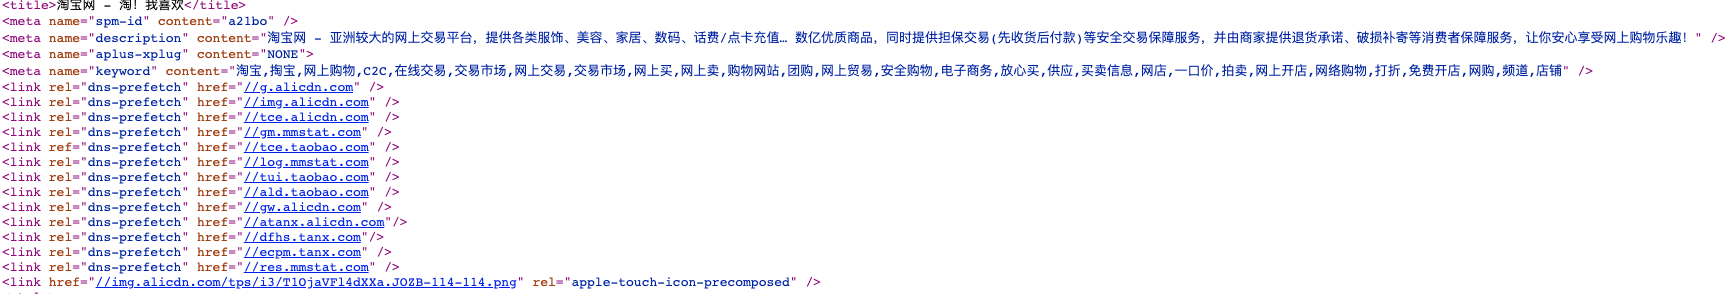 <title>淘宝网 - 淘！我喜欢</title>
<meta name="spm-id" content="a21bo" />
<meta name="description" content="淘宝网 - 亚洲较大的网上交易平台，提供各类服饰、美容、家居、数码、话费/点卡充值… 数亿优质商品，同时提供担保交易(先收货后付款)等安全交易保障服务，并由商家提供退货承诺、破损补寄等消费者保障服务，让你安心享受网上购物乐趣！" />
<meta name="aplus-xplug" content="NONE">
<meta name="keyword" content="淘宝,掏宝,网上购物,C2C,在线交易,交易市场,网上交易,交易市场,网上买,网上卖,购物网站,团购,网上贸易,安全购物,电子商务,放心买,供应,买卖信息,网店,一口价,拍卖,网上开店,网络购物,打折,免费开店,网购,频道,店铺" />
<link rel="dns-prefetch" href="//g.alicdn.com" />
<link rel="dns-prefetch" href="//img.alicdn.com" />
<link rel="dns-prefetch" href="//tce.alicdn.com" />
<link rel="dns-prefetch" href="//gm.mmstat.com" />
<link ref="dns-prefetch" href="//tce.taobao.com" />
<link rel="dns-prefetch" href="//log.mmstat.com" />
<link rel="dns-prefetch" href="//tui.taobao.com" />
<link rel="dns-prefetch" href="//ald.taobao.com" />
<link rel="dns-prefetch" href="//gw.alicdn.com" />
<link rel="dns-prefetch" href="//atanx.alicdn.com"/>
<link rel="dns-prefetch" href="//dfhs.tanx.com"/>
<link rel="dns-prefetch" href="//ecpm.tanx.com" />
<link rel="dns-prefetch" href="//res.mmstat.com" />
<link href="//img.alicdn.com/tps/i3/T1OjaVFl4dXXa.JOZB-114-114.png" rel="apple-touch-icon-precomposed" />